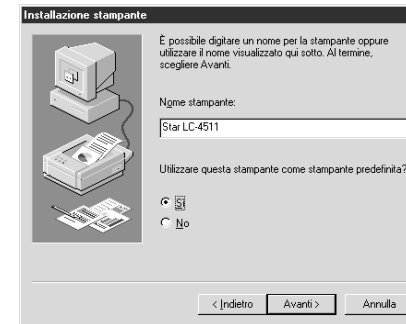 Installazione stampante
È possibile digitare un nome per la stampante oppure
utilizzare il nome visualizzato qui sotto. Al termine,
scegliere Avanti.
Nome stampante:
Star LC-4511
Utilizzare questa stampante come stampante predefinita?
Sì
No
< Indietro
Avanti >
Annulla